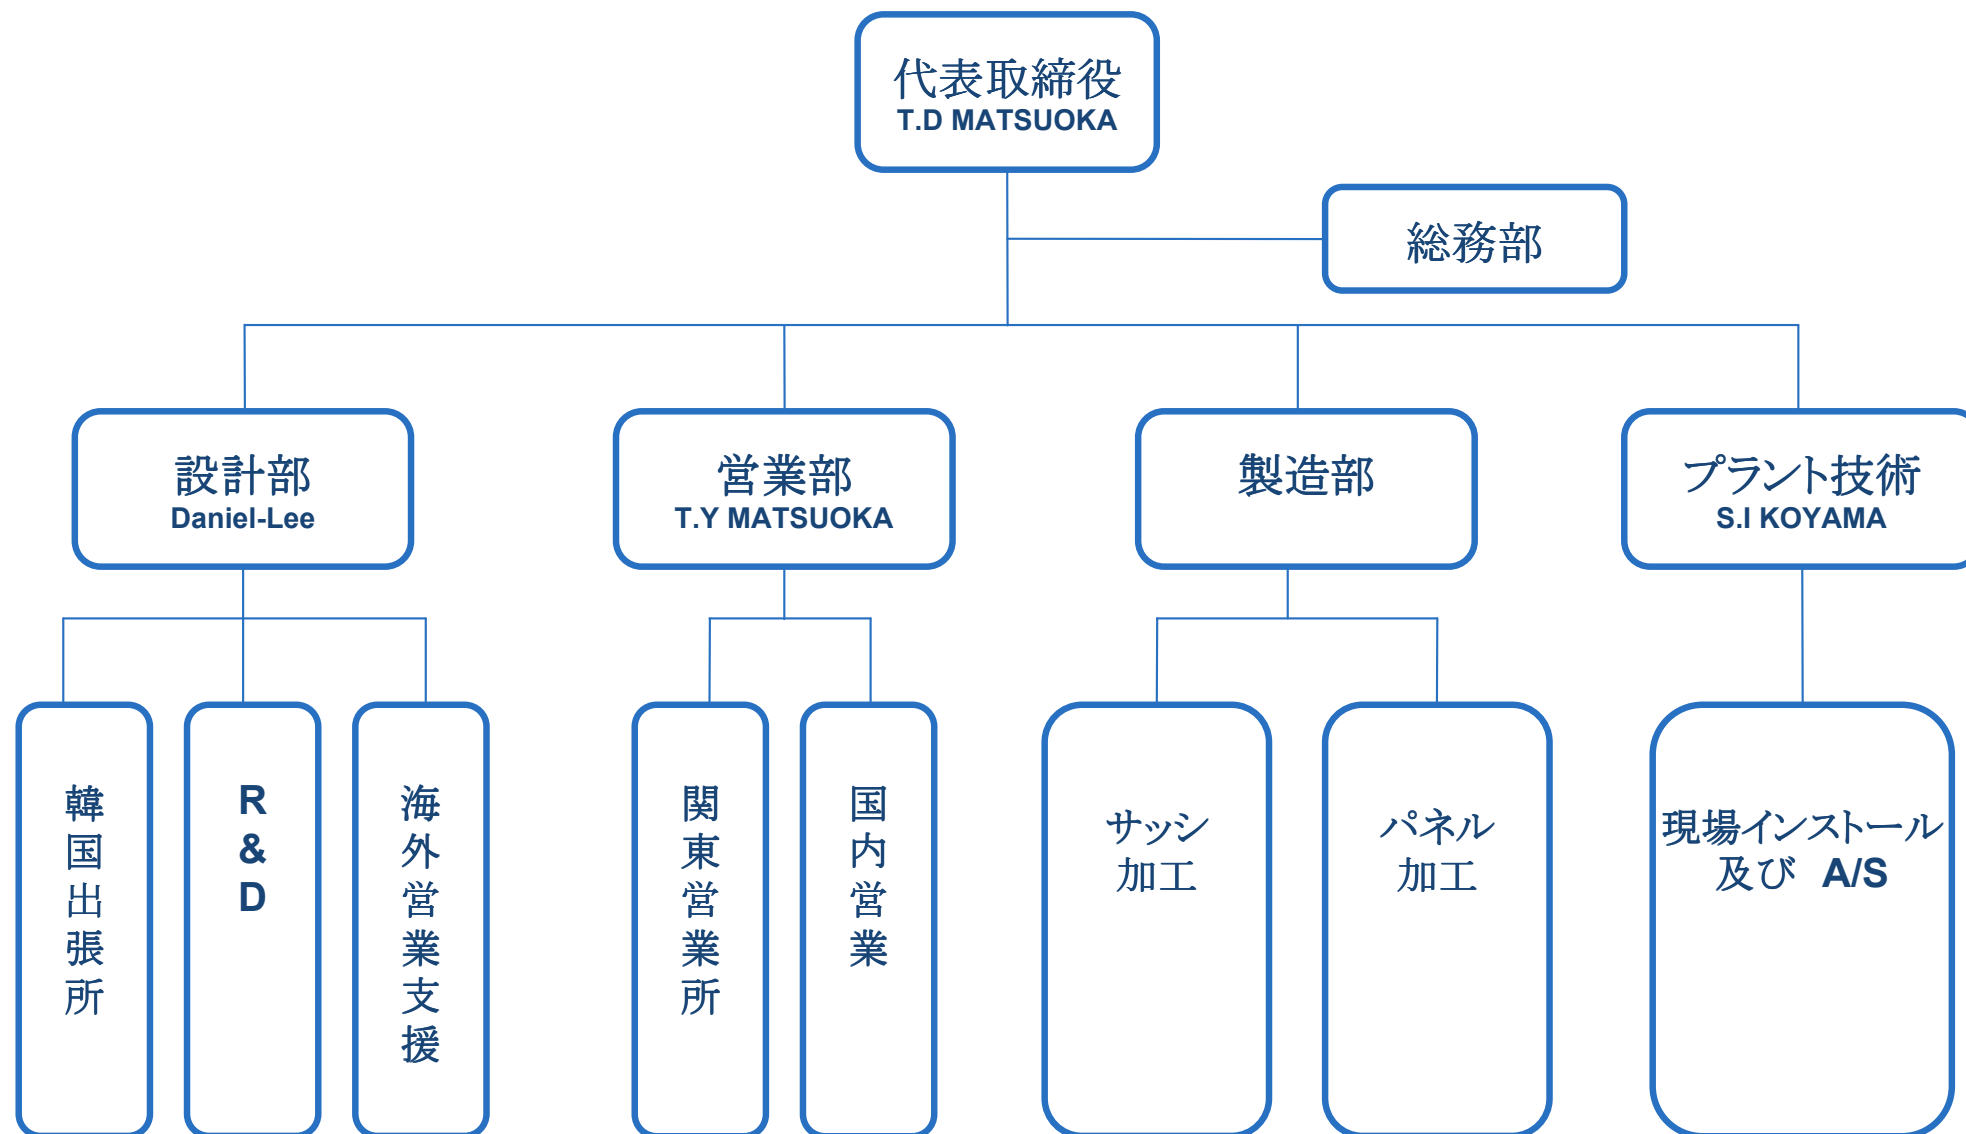 代表取締役
T.D MATSUOKA
総務部
設計部
Daniel-Lee
営業部
T.Y MATSUOKA
製造部
プラント技術
S.I KOYAMA
韓国出張所
R&D
海外営業支援
関東営業所
国内営業
サッシ
加工
パネル
加工
現場インストール
及び A/S